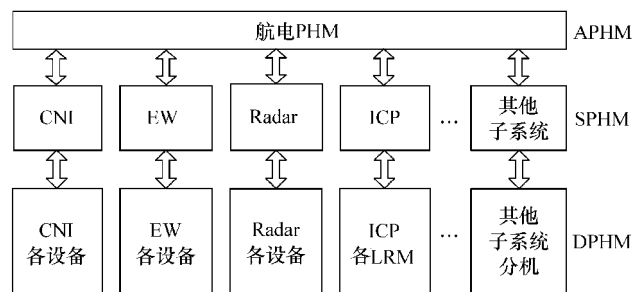 航电PHM
APHM
CNI
EW
Radar
ICP
…
其他
子系统
SPHM
CNI
各设备
EW
各设备
Radar
各设备
ICP
各LRM
…
其他
子系统
分机
DPHM